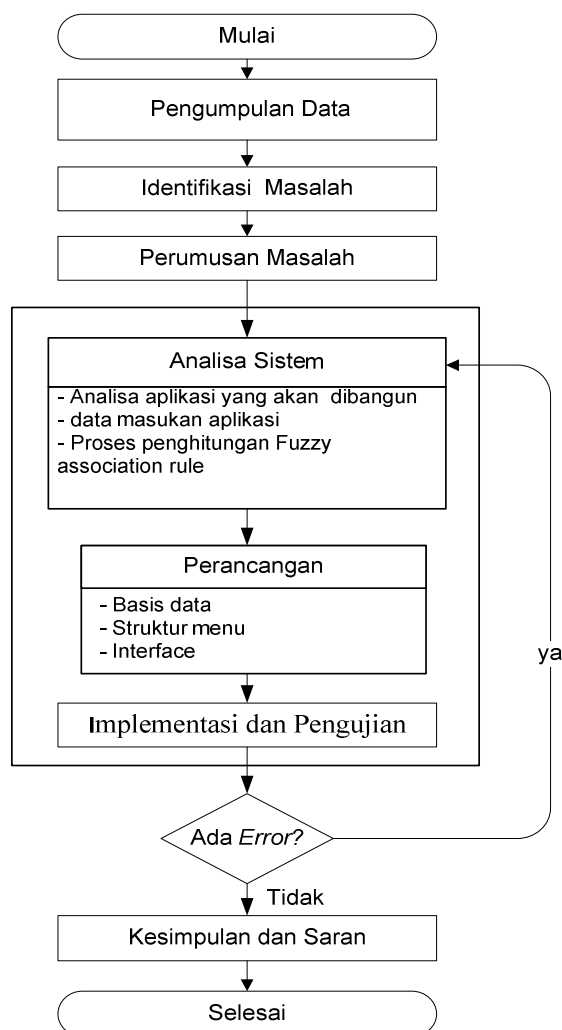 Mulai
Pengumpulan Data
Identifikasi Masalah
Perumusan Masalah
Analisa Sistem
- Analisa aplikasi yang akan dibangun
- data masukan aplikasi
- Proses penghitungan Fuzzy
association rule
Perancangan
- Basis data
- Struktur menu
- Interface
ya
Implementasi dan Pengujian
Ada Error?
Tidak
Kesimpulan dan Saran
Selesai